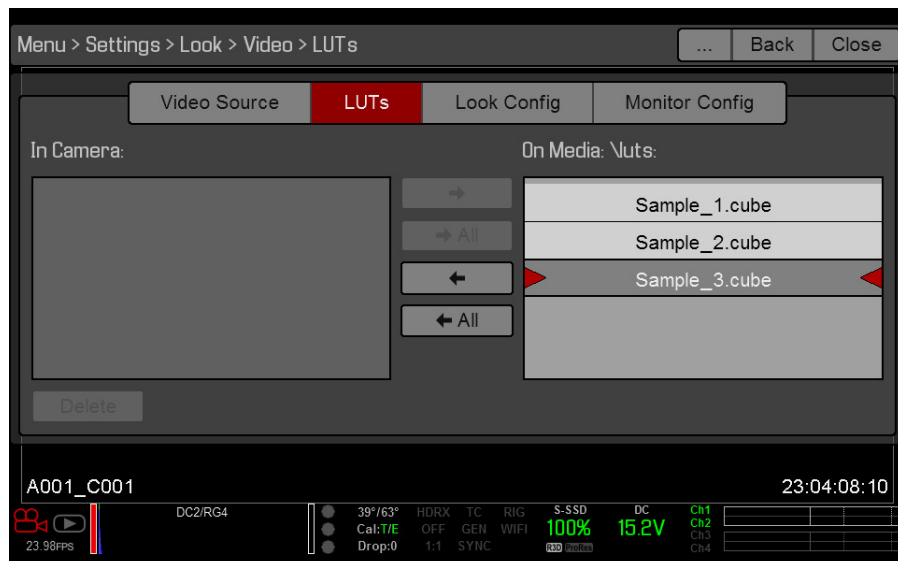 Menu > Settings > Look > Video > LUTs ... Back Close
Video Source LUTs Look Config Monitor Config
In Camera: On Media: \luts:
→ Sample_1.cube
→ All Sample_2.cube
← Sample_3.cube
← All
Delete
A001_C001 23:04:08:10
DC2/RG4 39°/63° HDRX TC RIG S-SSD DC Ch1
Cal:T/E OFF GEN WIFI 100% 15.2V Ch2
23.98FPS Drop:0 1:1 SYNC R3D ProRes Ch3
Ch4